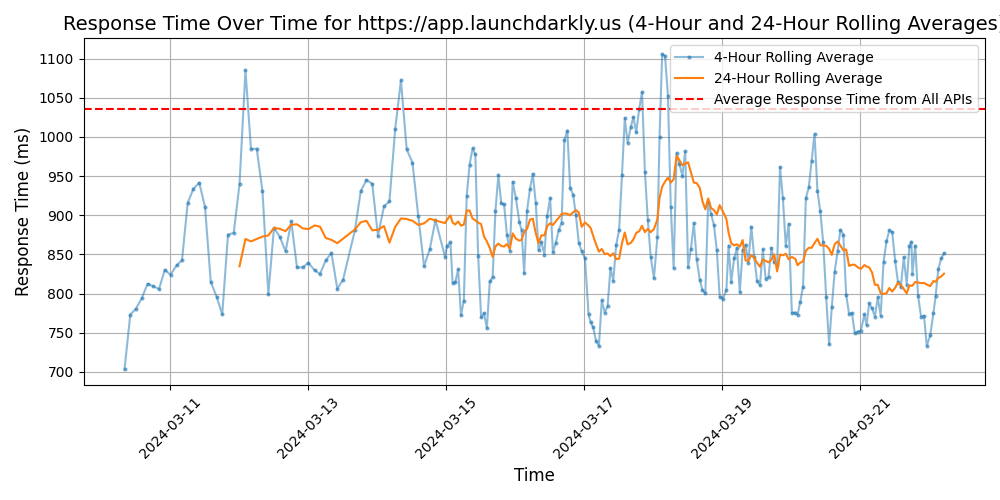 Response Time Over Time for https://app.launchdarkly.us (4-Hour and 24-Hour Rolling Averages)
4-Hour Rolling Average
24-Hour Rolling Average
Average Response Time from All APIs
Response Time (ms)
1100
1050
1000
950
900
850
800
750
700
2024-03-11
2024-03-13
2024-03-15
2024-03-17
2024-03-19
2024-03-21
Time